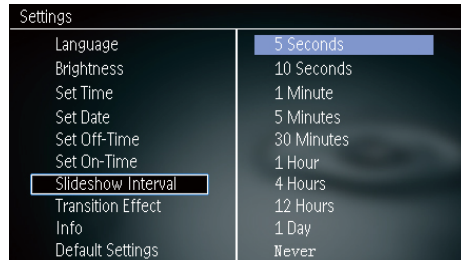 Settings
Language
Brightness
Set Time
Set Date
Set Off-Time
Set On-Time
Slideshow Interval
Transition Effect
Info
Default Settings
5 Seconds
10 Seconds
1 Minute
5 Minutes
30 Minutes
1 Hour
4 Hours
12 Hours
1 Day
Never